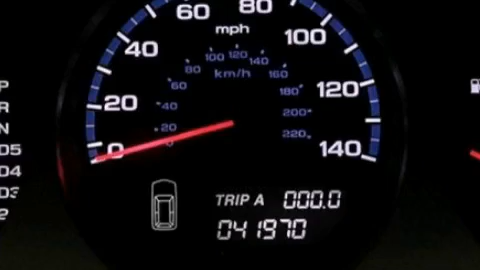 60 80
mph
40 100
100 120 140
80 160
km/h
60 180
20 120
40 200
20 220
0 140
0
P
R
N
D5
D4
D3
2
TRIP A 000.0
041970